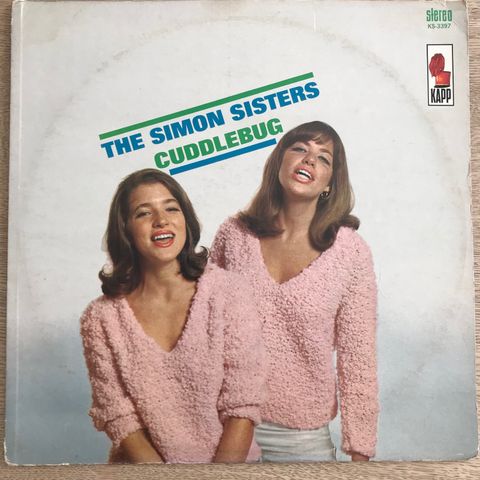 stereo
KS-3397
KAPP
THE SIMON SISTERS
CUDDLEBUG